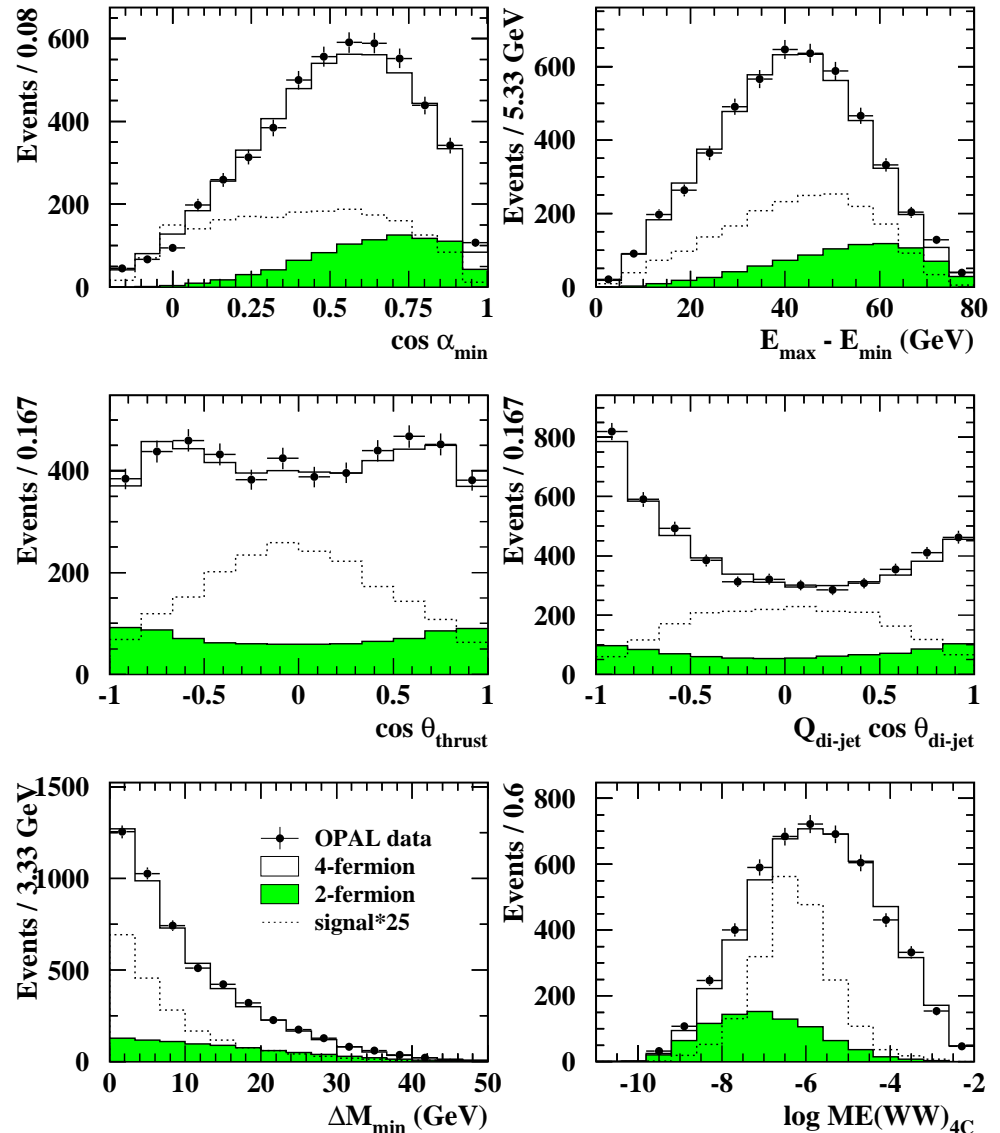 Events / 0.08
600
400
200
0
0 0.25 0.5 0.75 1
cos α_min
Events / 5.33 GeV
600
400
200
0
0 20 40 60 80
E_max - E_min (GeV)
Events / 0.167
400
200
0
-1 -0.5 0 0.5 1
cos θ_thrust
Events / 0.167
800
600
400
200
0
-1 -0.5 0 0.5 1
Q_di-jet cos θ_di-jet
Events / 3.33 GeV
1500
1000
500
0
0 10 20 30 40 50
ΔM_min (GeV)
OPAL data
4-fermion
2-fermion
signal*25
Events / 0.6
800
600
400
200
0
-10 -8 -6 -4 -2
log ME(WW)_4C